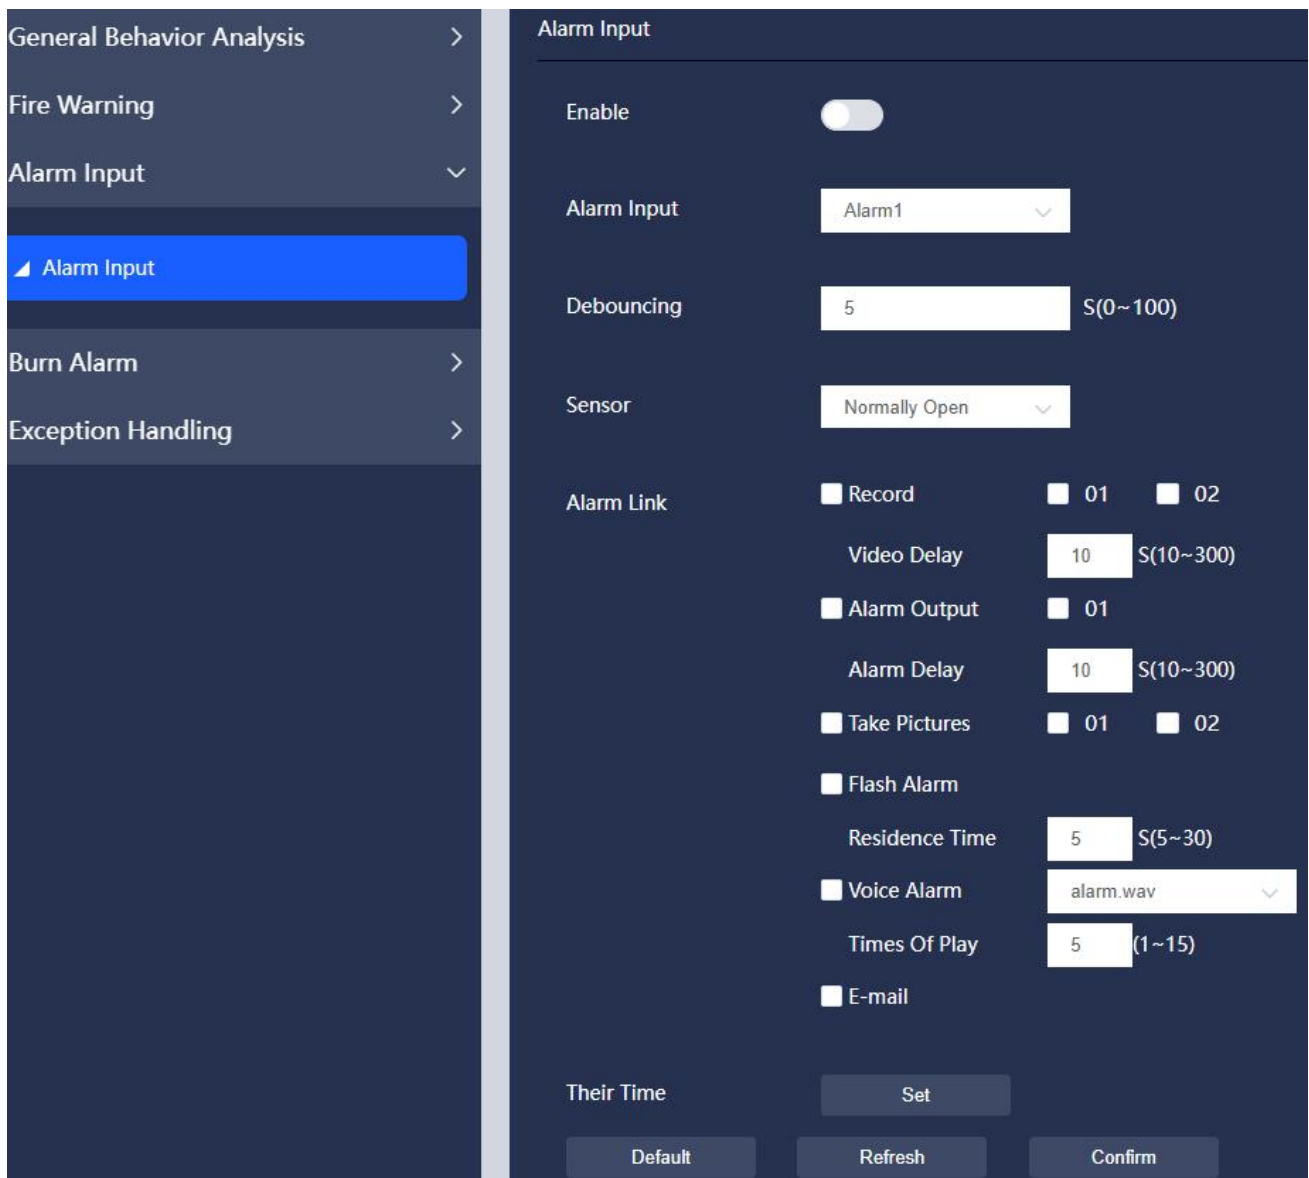 General Behavior Analysis
Fire Warning
Alarm Input
Alarm Input
Burn Alarm
Exception Handling
Alarm Input
Enable
Alarm Input Alarm1
Debouncing 5 S(0~100)
Sensor Normally Open
Alarm Link Record 01 02
Video Delay 10 S(10~300)
Alarm Output 01
Alarm Delay 10 S(10~300)
Take Pictures 01 02
Flash Alarm
Residence Time 5 S(5~30)
Voice Alarm alarm.wav
Times Of Play 5 (1~15)
E-mail
Their Time Set
Default Refresh Confirm